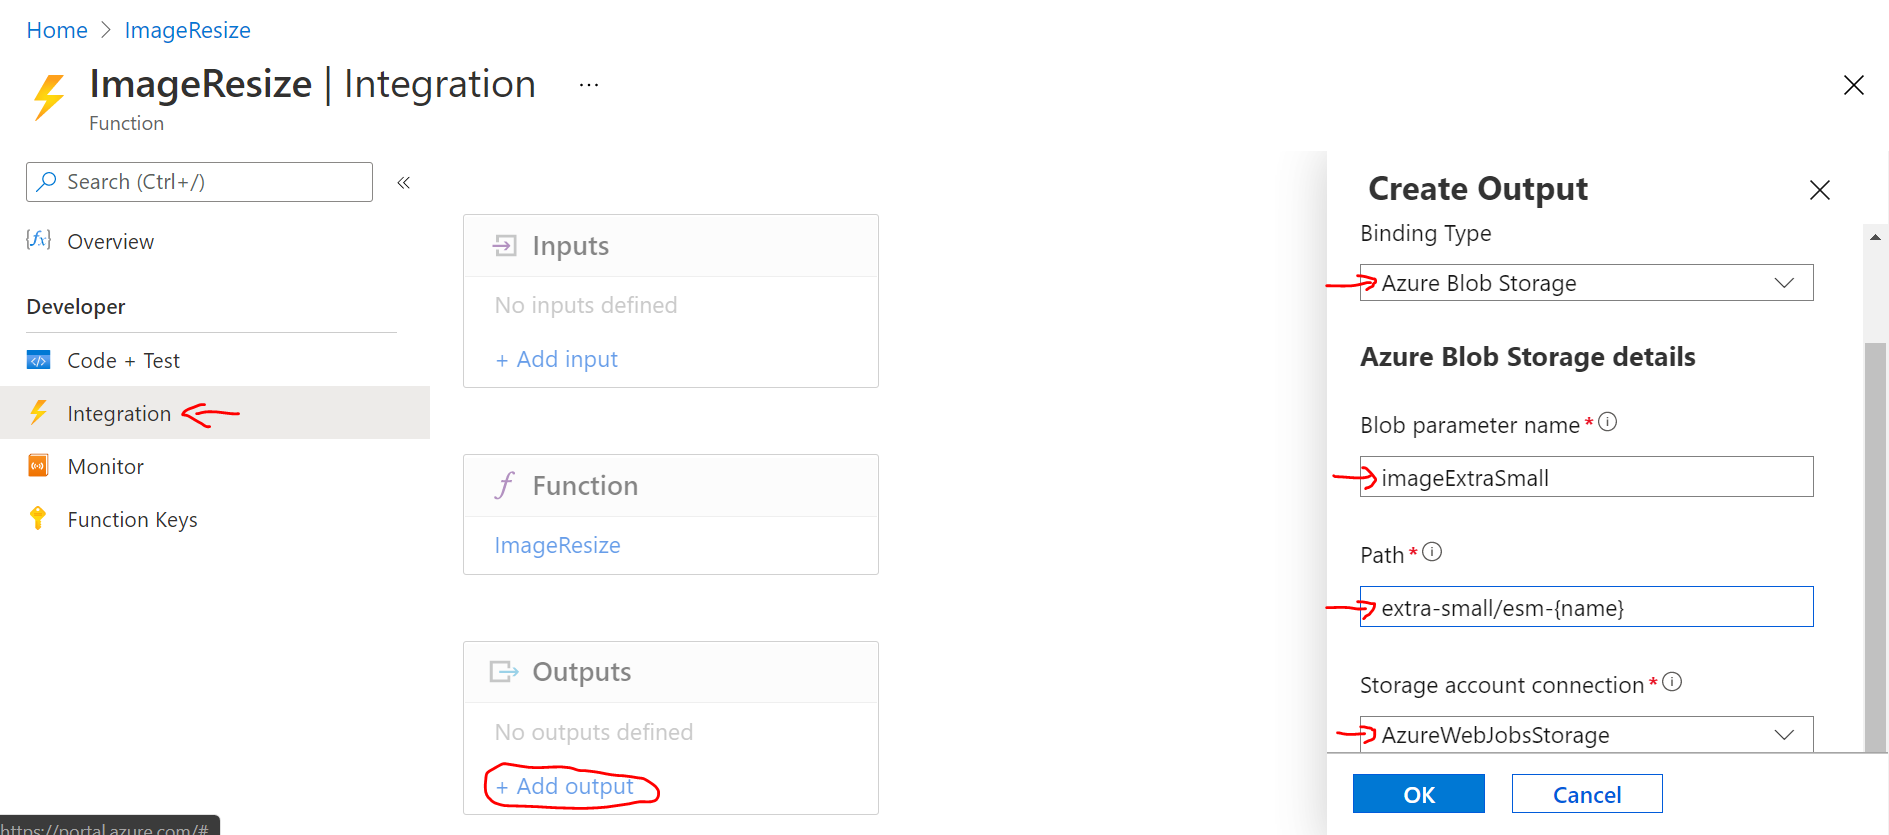 Home > ImageResize
ImageResize | Integration ...
Function
Search (Ctrl+/)
«
Overview
Developer
Code + Test
Integration
Monitor
Function Keys
Inputs
No inputs defined
+ Add input
Function
ImageResize
Outputs
No outputs defined
+ Add output
Create Output
Binding Type
Azure Blob Storage
Azure Blob Storage details
Blob parameter name *
imageExtraSmall
Path *
extra-small/esm-{name}
Storage account connection *
AzureWebJobsStorage
OK
Cancel
https://portal.azure.com/#